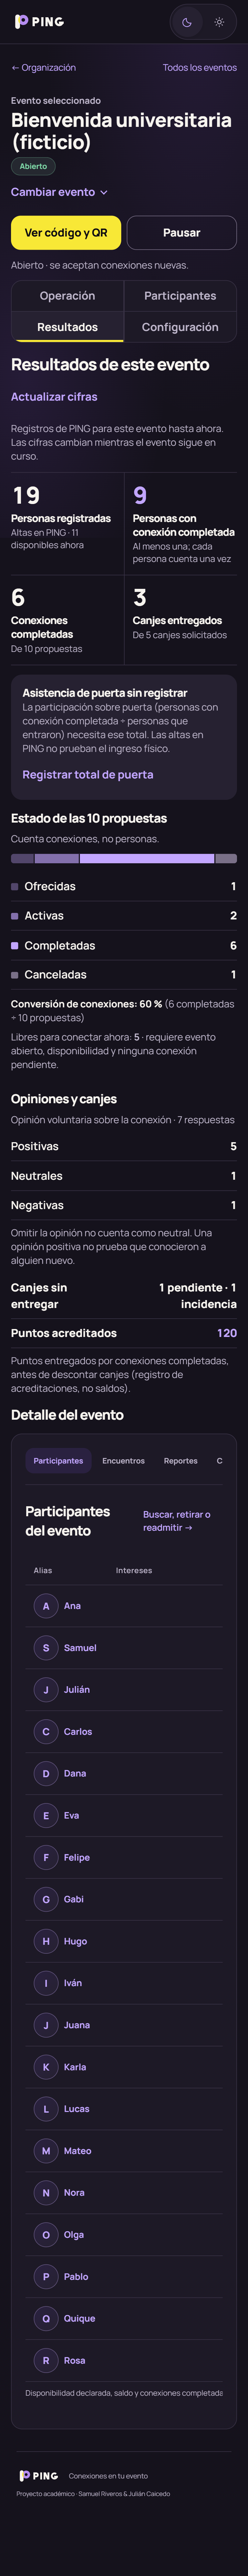 PING
← Organización Todos los eventos
Evento seleccionado
Bienvenida universitaria
(ficticio)
Abierto
Cambiar evento
Ver código y QR Pausar
Abierto · se aceptan conexiones nuevas.
Operación Participantes
Resultados Configuración
Resultados de este evento
Actualizar cifras
Registros de PING para este evento hasta ahora.
Las cifras cambian mientras el evento sigue en
curso.
19
Personas registradas
Altas en PING · 11
disponibles ahora
9
Personas con
conexión completada
Al menos una; cada
persona cuenta una vez
6
Conexiones
completadas
De 10 propuestas
3
Canjes entregados
De 5 canjes solicitados
Asistencia de puerta sin registrar
La participación sobre puerta (personas con
conexión completada ÷ personas que
entraron) necesita ese total. Las altas en
PING no prueban el ingreso físico.
Registrar total de puerta
Estado de las 10 propuestas
Cuenta conexiones, no personas.
Ofrecidas 1
Activas 2
Completadas 6
Canceladas 1
Conversión de conexiones: 60 % (6 completadas
÷ 10 propuestas)
Libres para conectar ahora: 5 · requiere evento
abierto, disponibilidad y ninguna conexión
pendiente.
Opiniones y canjes
Opinión voluntaria sobre la conexión · 7 respuestas
Positivas 5
Neutrales 1
Negativas 1
Omitir la opinión no cuenta como neutral. Una
opinión positiva no prueba que conocieron a
alguien nuevo.
Canjes sin
entregar
1 pendiente · 1
incidencia
Puntos acreditados 120
Puntos entregados por conexiones completadas,
antes de descontar canjes (registro de
acreditaciones, no saldos).
Detalle del evento
Participantes Encuentros Reportes C
Participantes
del evento
Buscar, retirar o
readmitir →
Alias Intereses
A Ana
S Samuel
J Julián
C Carlos
D Dana
E Eva
F Felipe
G Gabi
H Hugo
I Iván
J Juana
K Karla
L Lucas
M Mateo
N Nora
O Olga
P Pablo
Q Quique
R Rosa
Disponibilidad declarada, saldo y conexiones completada
PING Conexiones en tu evento
Proyecto académico · Samuel Riveros & Julián Caicedo